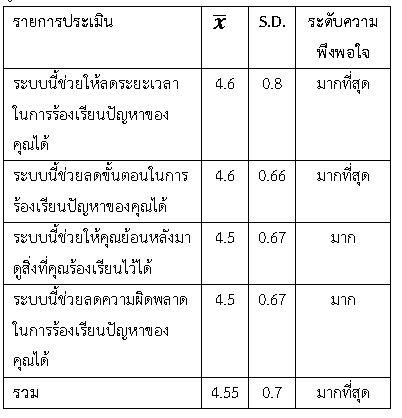 รายการประเมิน x̅ S.D. ระดับความ
พึงพอใจ
ระบบนี้ช่วยให้ลดระยะเวลา 4.6 0.8 มากที่สุด
ในการร้องเรียนปัญหาของ
คุณได้
ระบบนี้ช่วยลดขั้นตอนในการ 4.6 0.66 มากที่สุด
ร้องเรียนปัญหาของคุณได้
ระบบนี้ช่วยให้คุณย้อนหลังมา 4.5 0.67 มาก
ดูสิ่งที่คุณร้องเรียนไว้ได้
ระบบนี้ช่วยลดความผิดพลาด 4.5 0.67 มาก
ในการร้องเรียนปัญหาของ
คุณได้
รวม 4.55 0.7 มากที่สุด